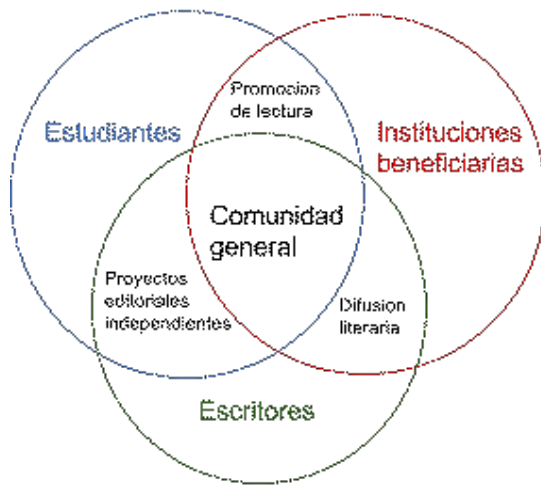 Promocion
de lectura
Estudiantes
Instituciones
beneficiarias
Comunidad
general
Proyectos
editoriales
independientes
Difusion
literaria
Escritores